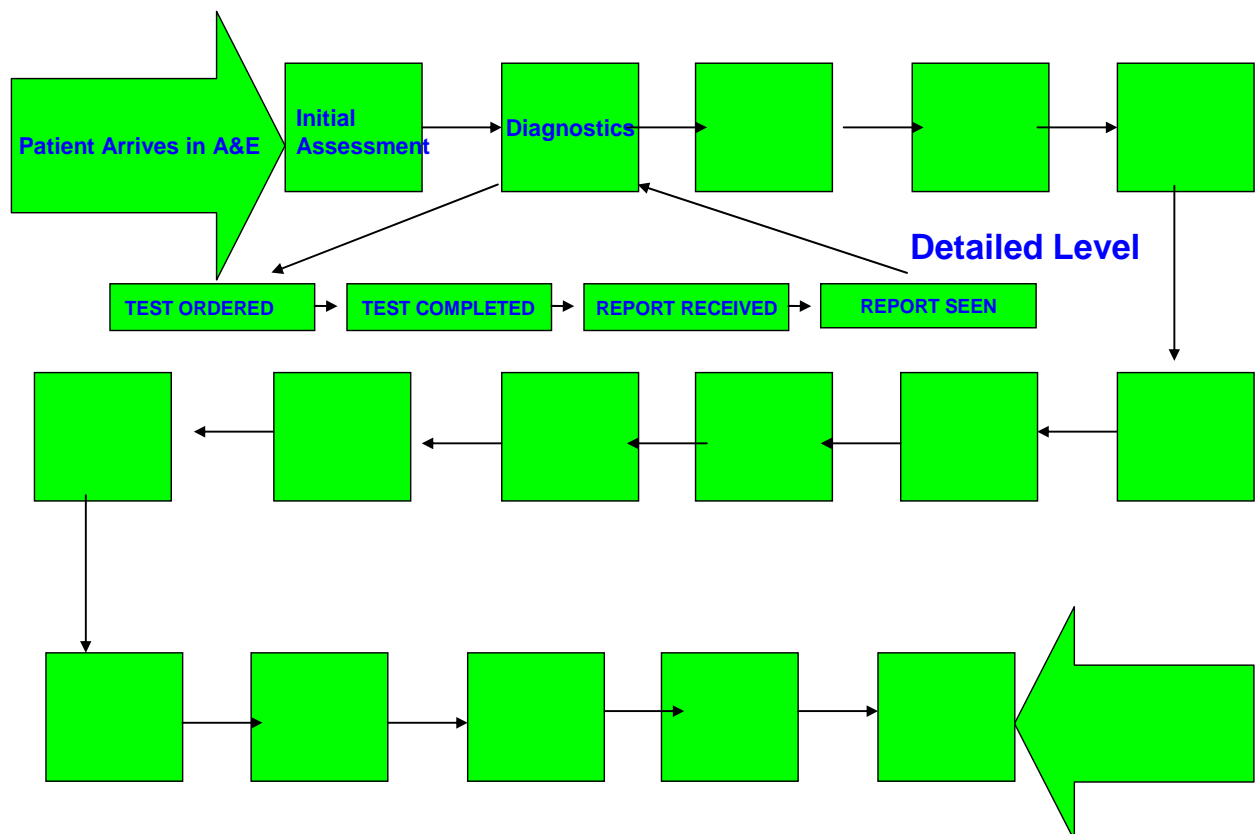 Patient Arrives in A&E
Initial
Assessment
Diagnostics
Detailed Level
TEST ORDERED
TEST COMPLETED
REPORT RECEIVED
REPORT SEEN